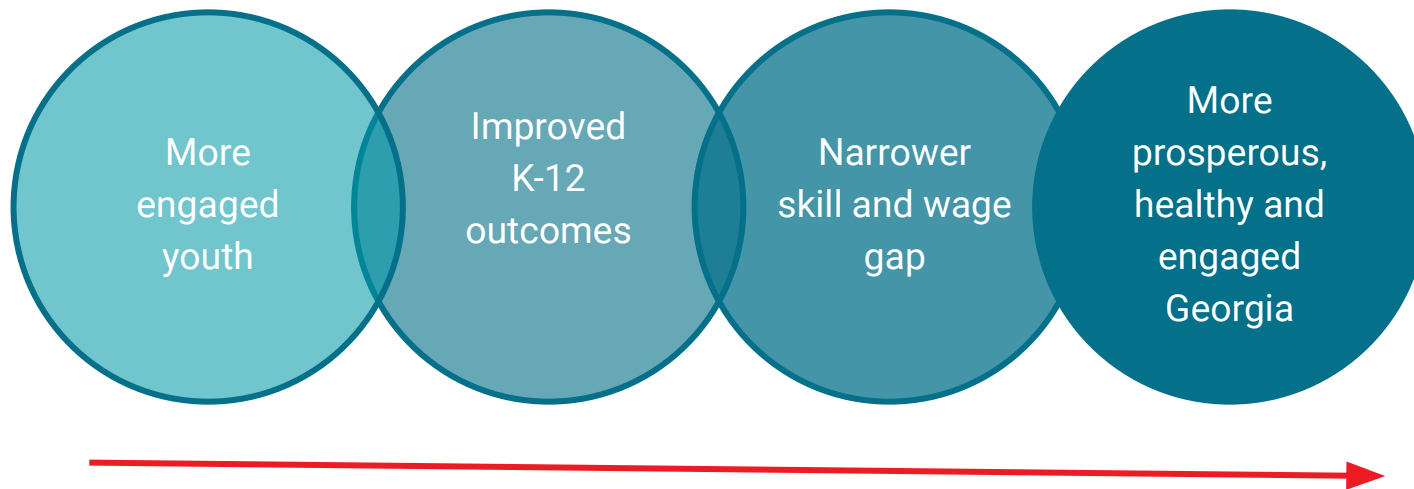 More
engaged
youth
Improved
K-12
outcomes
Narrower
skill and wage
gap
More
prosperous,
healthy and
engaged
Georgia